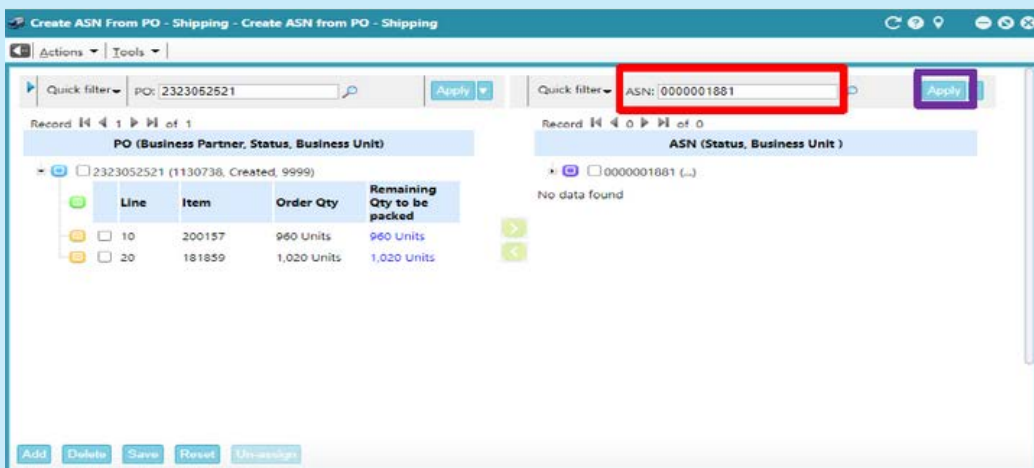 Create ASN From PO - Shipping - Create ASN from PO - Shipping
Actions Tools
Quick filter PO: 2323052521 Apply
Quick filter ASN: 0000001881 Apply
Record 1 of 1
Record 0 of 0
PO (Business Partner, Status, Business Unit)
ASN (Status, Business Unit )
2323052521 (1130738, Created, 9999)
0000001881 (...)
No data found
Line Item Order Qty Remaining Qty to be packed
10 200157 960 Units 960 Units
20 181859 1,020 Units 1,020 Units
Add Delete Save Reset Un-assign